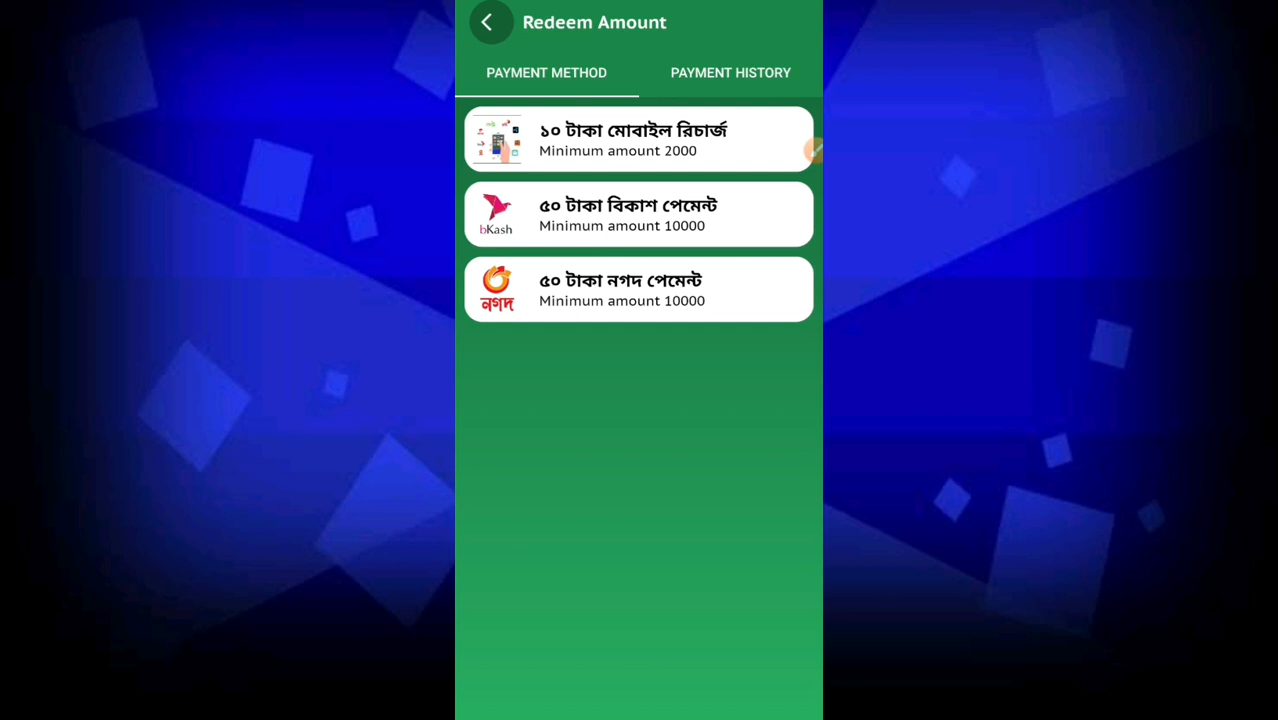 Redeem Amount
PAYMENT METHOD
PAYMENT HISTORY
১০ টাকা মোবাইল রিচার্জ
Minimum amount 2000
bKash
৫০ টাকা বিকাশ পেমেন্ট
Minimum amount 10000
নগদ
৫০ টাকা নগদ পেমেন্ট
Minimum amount 10000